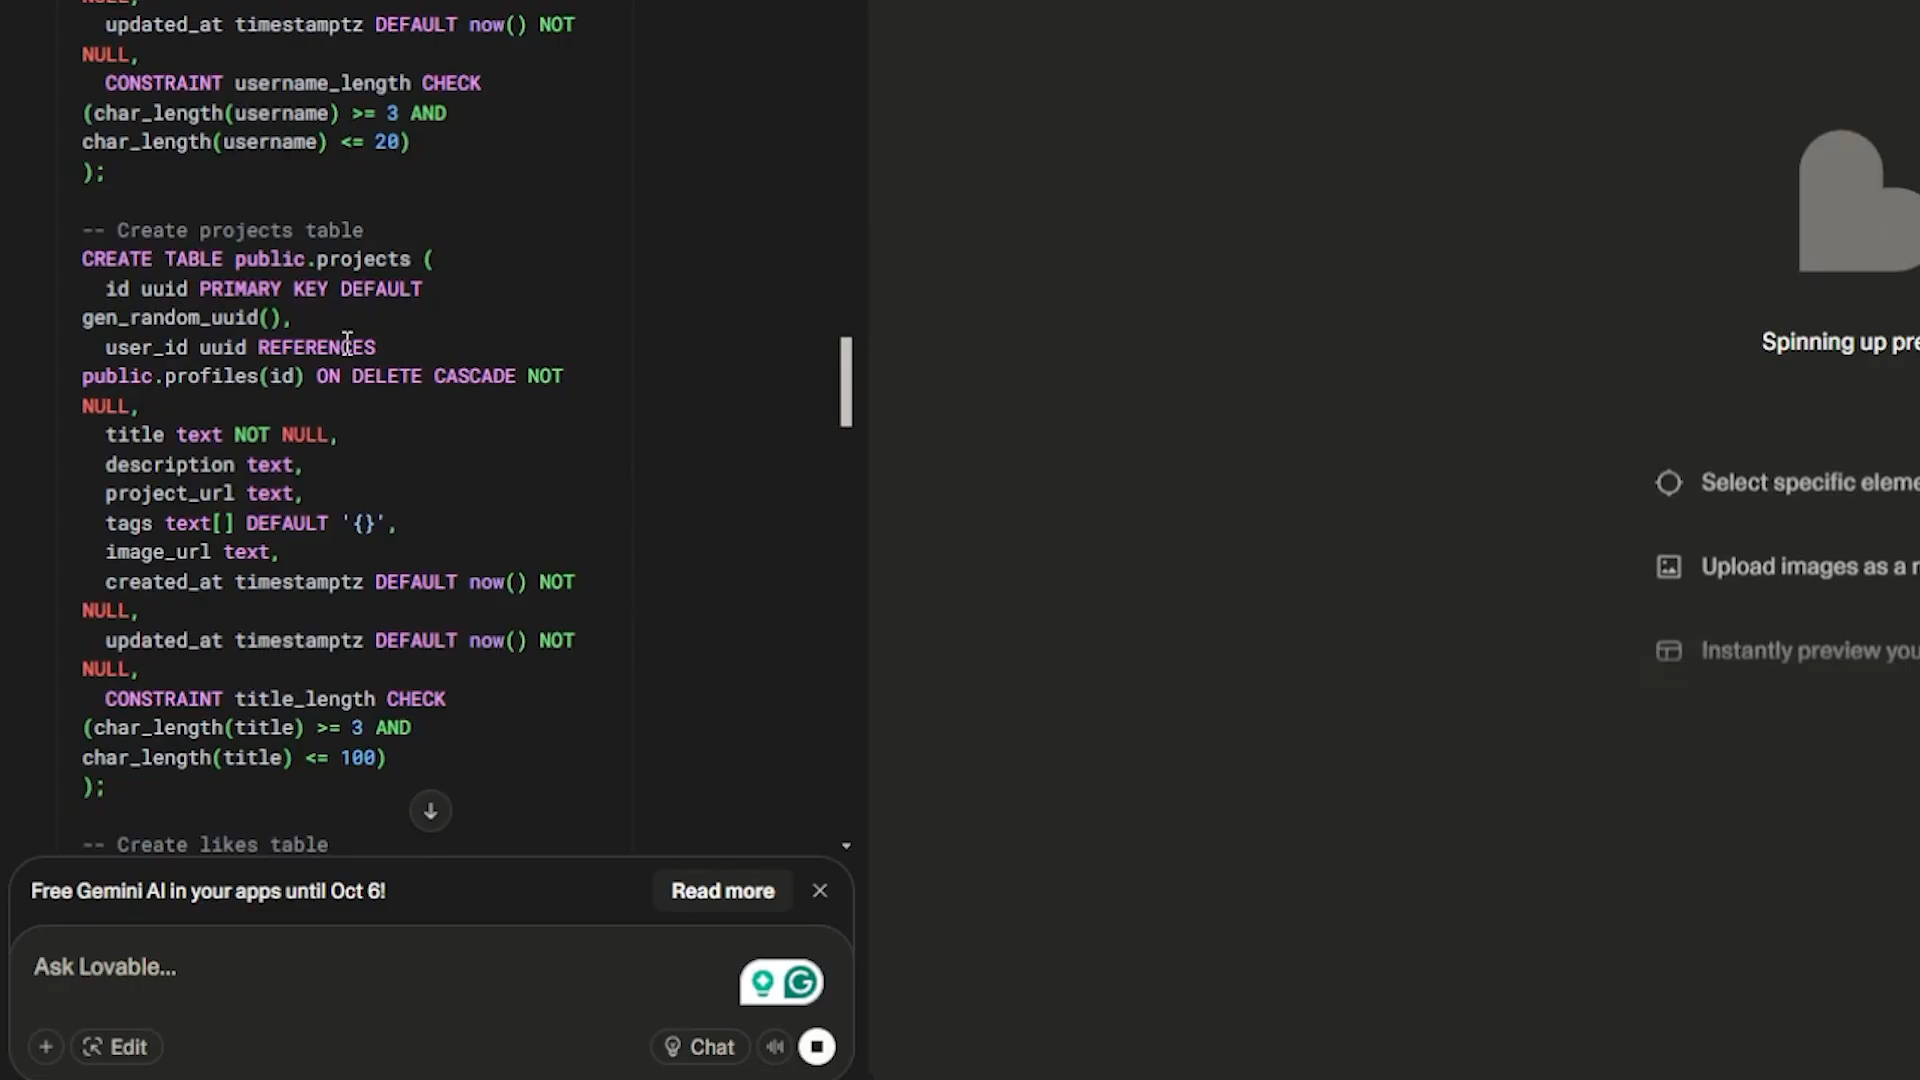 updated_at timestamptz DEFAULT now() NOT
NULL,
CONSTRAINT username_length CHECK
(char_length(username) >= 3 AND
char_length(username) <= 20)
);
-- Create projects table
CREATE TABLE public.projects (
id uuid PRIMARY KEY DEFAULT
gen_random_uuid(),
user_id uuid REFERENCES
public.profiles(id) ON DELETE CASCADE NOT
NULL,
title text NOT NULL,
description text,
project_url text,
tags text[] DEFAULT '{}',
image_url text,
created_at timestamptz DEFAULT now() NOT
NULL,
updated_at timestamptz DEFAULT now() NOT
NULL,
CONSTRAINT title_length CHECK
(char_length(title) >= 3 AND
char_length(title) <= 100)
);
-- Create likes table
Free Gemini AI in your apps until Oct 6!
Read more
Ask Lovable...
Edit
Chat
Spinning up pre
Select specific eleme
Upload images as a r
Instantly preview you